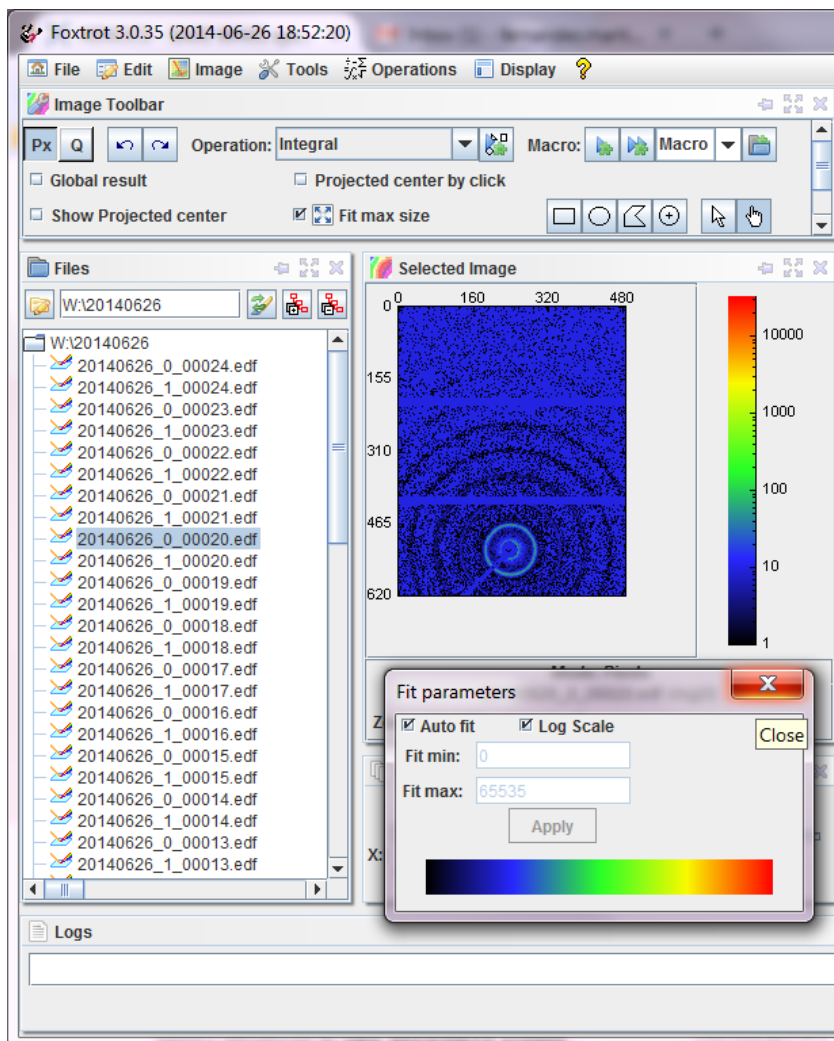 Foxtrot 3.0.35 (2014-06-26 18:52:20)
File Edit Image Tools Operations Display
Image Toolbar
Px Q Operation: Integral Macro: Macro
Global result Projected center by click
Show Projected center Fit max size
Files
W:\20140626
W:\20140626
20140626_0_00024.edf
20140626_1_00024.edf
20140626_0_00023.edf
20140626_1_00023.edf
20140626_0_00022.edf
20140626_1_00022.edf
20140626_0_00021.edf
20140626_1_00021.edf
20140626_0_00020.edf
20140626_1_00020.edf
20140626_0_00019.edf
20140626_1_00019.edf
20140626_0_00018.edf
20140626_1_00018.edf
20140626_0_00017.edf
20140626_1_00017.edf
20140626_0_00016.edf
20140626_1_00016.edf
20140626_0_00015.edf
20140626_1_00015.edf
20140626_0_00014.edf
20140626_1_00014.edf
20140626_0_00013.edf
20140626_1_00013.edf
Selected Image
0 160 320 480
0
155
310
465
620
10000
1000
100
10
1
Fit parameters
Auto fit Log Scale
Close
Fit min: 0
Fit max: 65535
Apply
X:
Logs